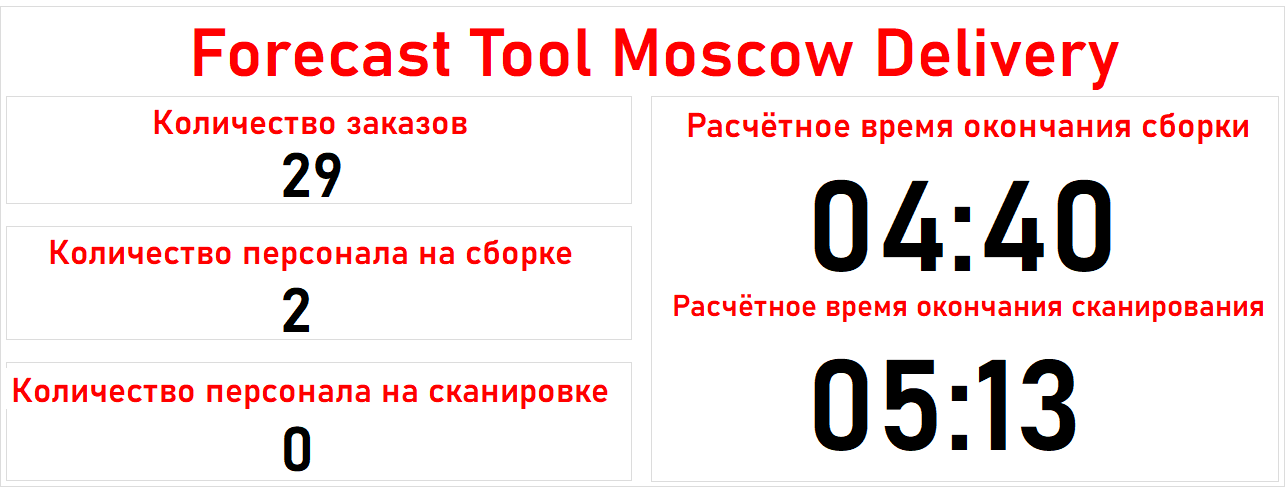 Forecast Tool Moscow Delivery
Количество заказов
29
Количество персонала на сборке
2
Количество персонала на сканировке
0
Расчётное время окончания сборки
04:40
Расчётное время окончания сканирования
05:13